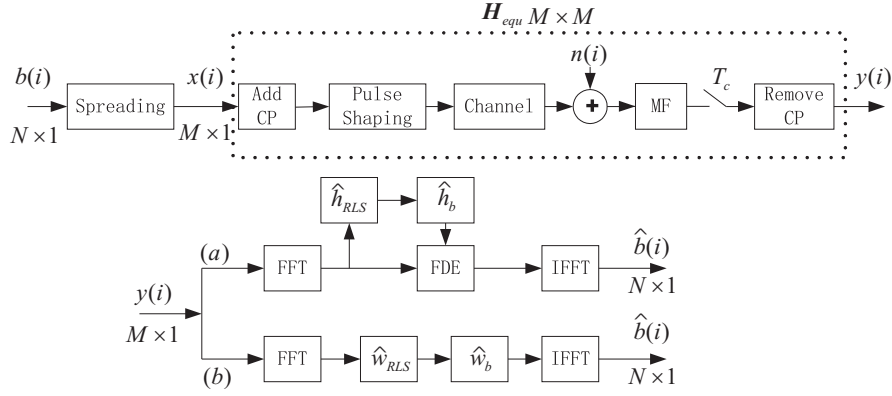 H_equ M × M
b(i)
N × 1
Spreading
x(i)
M × 1
Add
CP
Pulse
Shaping
Channel
n(i)
+
MF
T_c
Remove
CP
y(i)
ĥ_RLS
ĥ_b
(a)
FFT
FDE
IFFT
b̂(i)
N × 1
y(i)
M × 1
(b)
FFT
ŵ_RLS
ŵ_b
IFFT
b̂(i)
N × 1